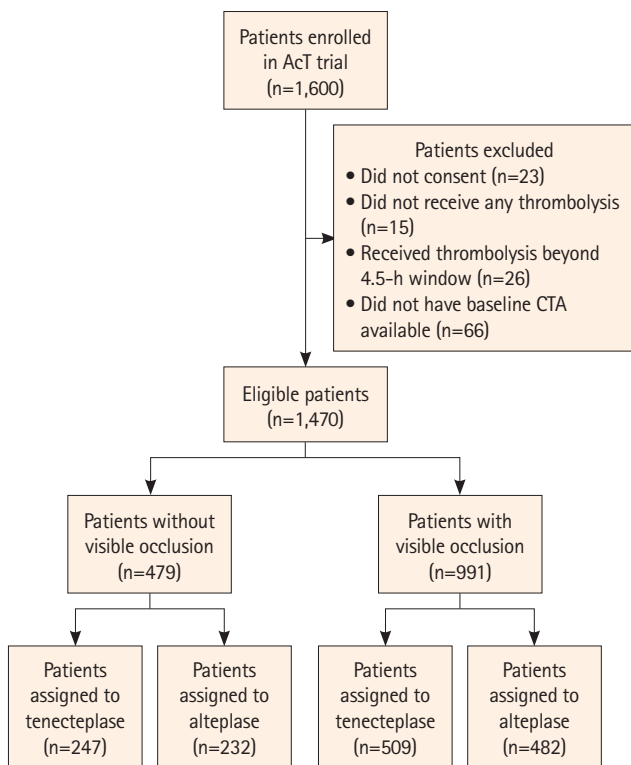 Patients enrolled
in AcT trial
(n=1,600)
Patients excluded
• Did not consent (n=23)
• Did not receive any thrombolysis
(n=15)
• Received thrombolysis beyond
4.5-h window (n=26)
• Did not have baseline CTA
available (n=66)
Eligible patients
(n=1,470)
Patients without
visible occlusion
(n=479)
Patients with
visible occlusion
(n=991)
Patients
assigned to
tenecteplase
(n=247)
Patients
assigned to
alteplase
(n=232)
Patients
assigned to
tenecteplase
(n=509)
Patients
assigned to
alteplase
(n=482)